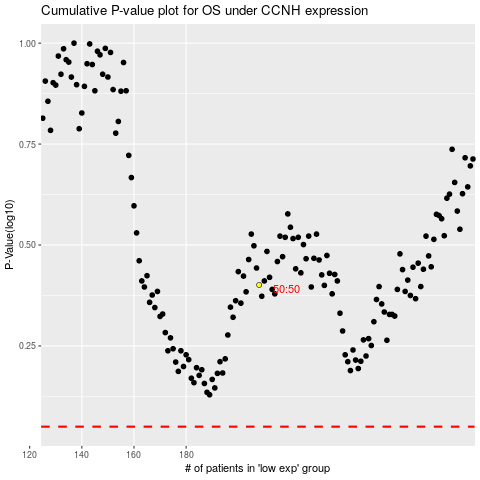 Cumulative P-value plot for OS under CCNH expression
1.00
0.75
0.50
0.25
P-Value(log10)
50:50
120 140 160 180
# of patients in 'low exp' group